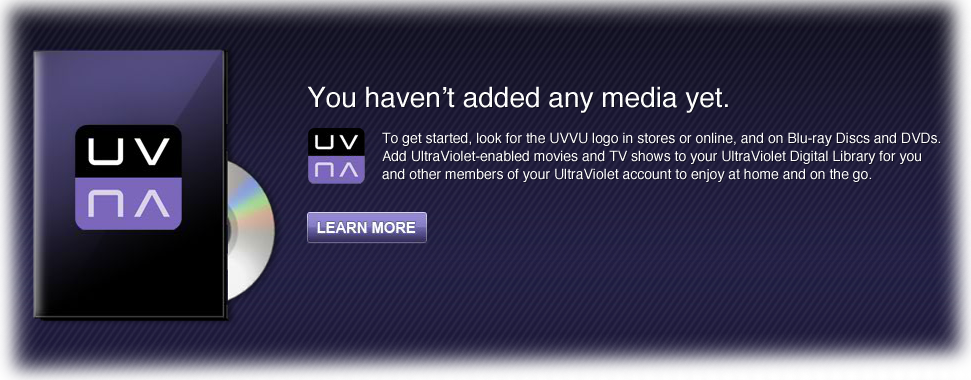 UV
You haven't added any media yet.
UV
To get started, look for the UVVU logo in stores or online, and on Blu-ray Discs and DVDs.
Add UltraViolet-enabled movies and TV shows to your UltraViolet Digital Library for you
and other members of your UltraViolet account to enjoy at home and on the go.
LEARN MORE